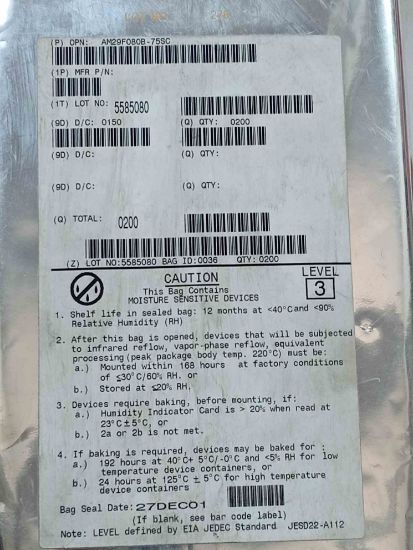 (P) OPN: AM29F080B-75SC
(1P) MFR P/N:
(1T) LOT NO: 5585080
(9D) D/C: 0150 (Q) QTY: 0200
(9D) D/C: (Q) QTY:
(9D) D/C: (Q) QTY:
(Q) TOTAL: 0200
(Z) LOT NO:5585080 BAG ID:0036 QTY:0200
CAUTION
This Bag Contains
MOISTURE SENSITIVE DEVICES
LEVEL
3
1. Shelf life in sealed bag: 12 months at <40°C and <90%
Relative Humidity (RH)
2. After this bag is opened, devices that will be subjected
to infrared reflow, vapor-phase reflow, equivalent
processing (peak package body temp. 220°C) must be:
a.) Mounted within 168 hours at factory conditions
of ≤30°C/60% RH. or
b.) Stored at ≤20% RH.
3. Devices require baking, before mounting, if:
a.) Humidity Indicator Card is > 20% when read at
23°C±5°C, or
b.) 2a or 2b is not met.
4. If baking is required, devices may be baked for :
a.) 192 hours at 40°C+ 5°C/-0°C and <5% RH for low
temperature device containers, or
b.) 24 hours at 125°C ± 5°C for high temperature
device containers
Bag Seal Date: 27DEC01
(If blank, see bar code label)
Note: LEVEL defined by EIA JEDEC Standard JESD22-A112